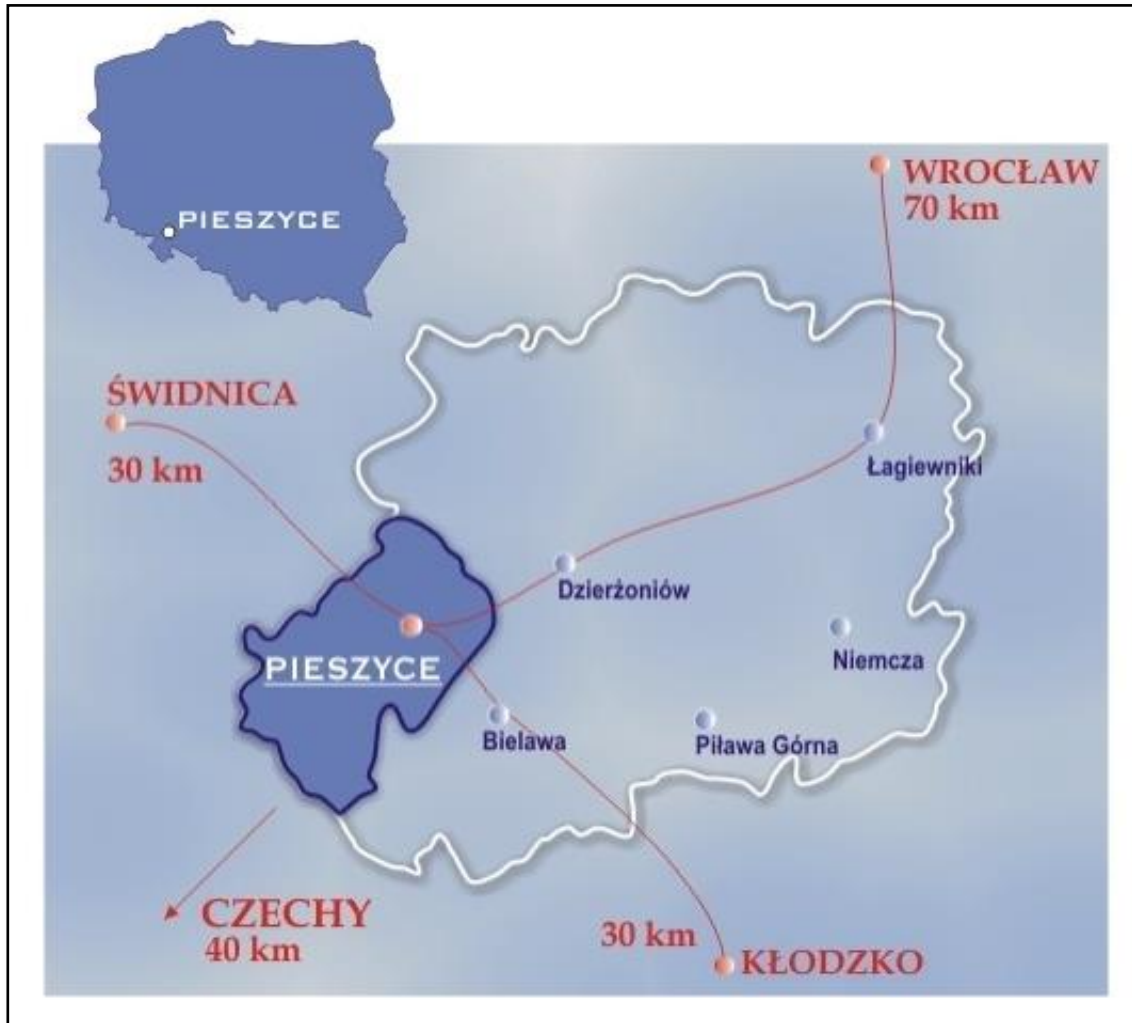 PIESZYCE
WROCŁAW
70 km
ŚWIDNICA
30 km
Łagiewniki
Dzierżoniów
Niemcza
PIESZYCE
Bielawa
Piława Górna
CZECHY
40 km
30 km
KŁODZKO